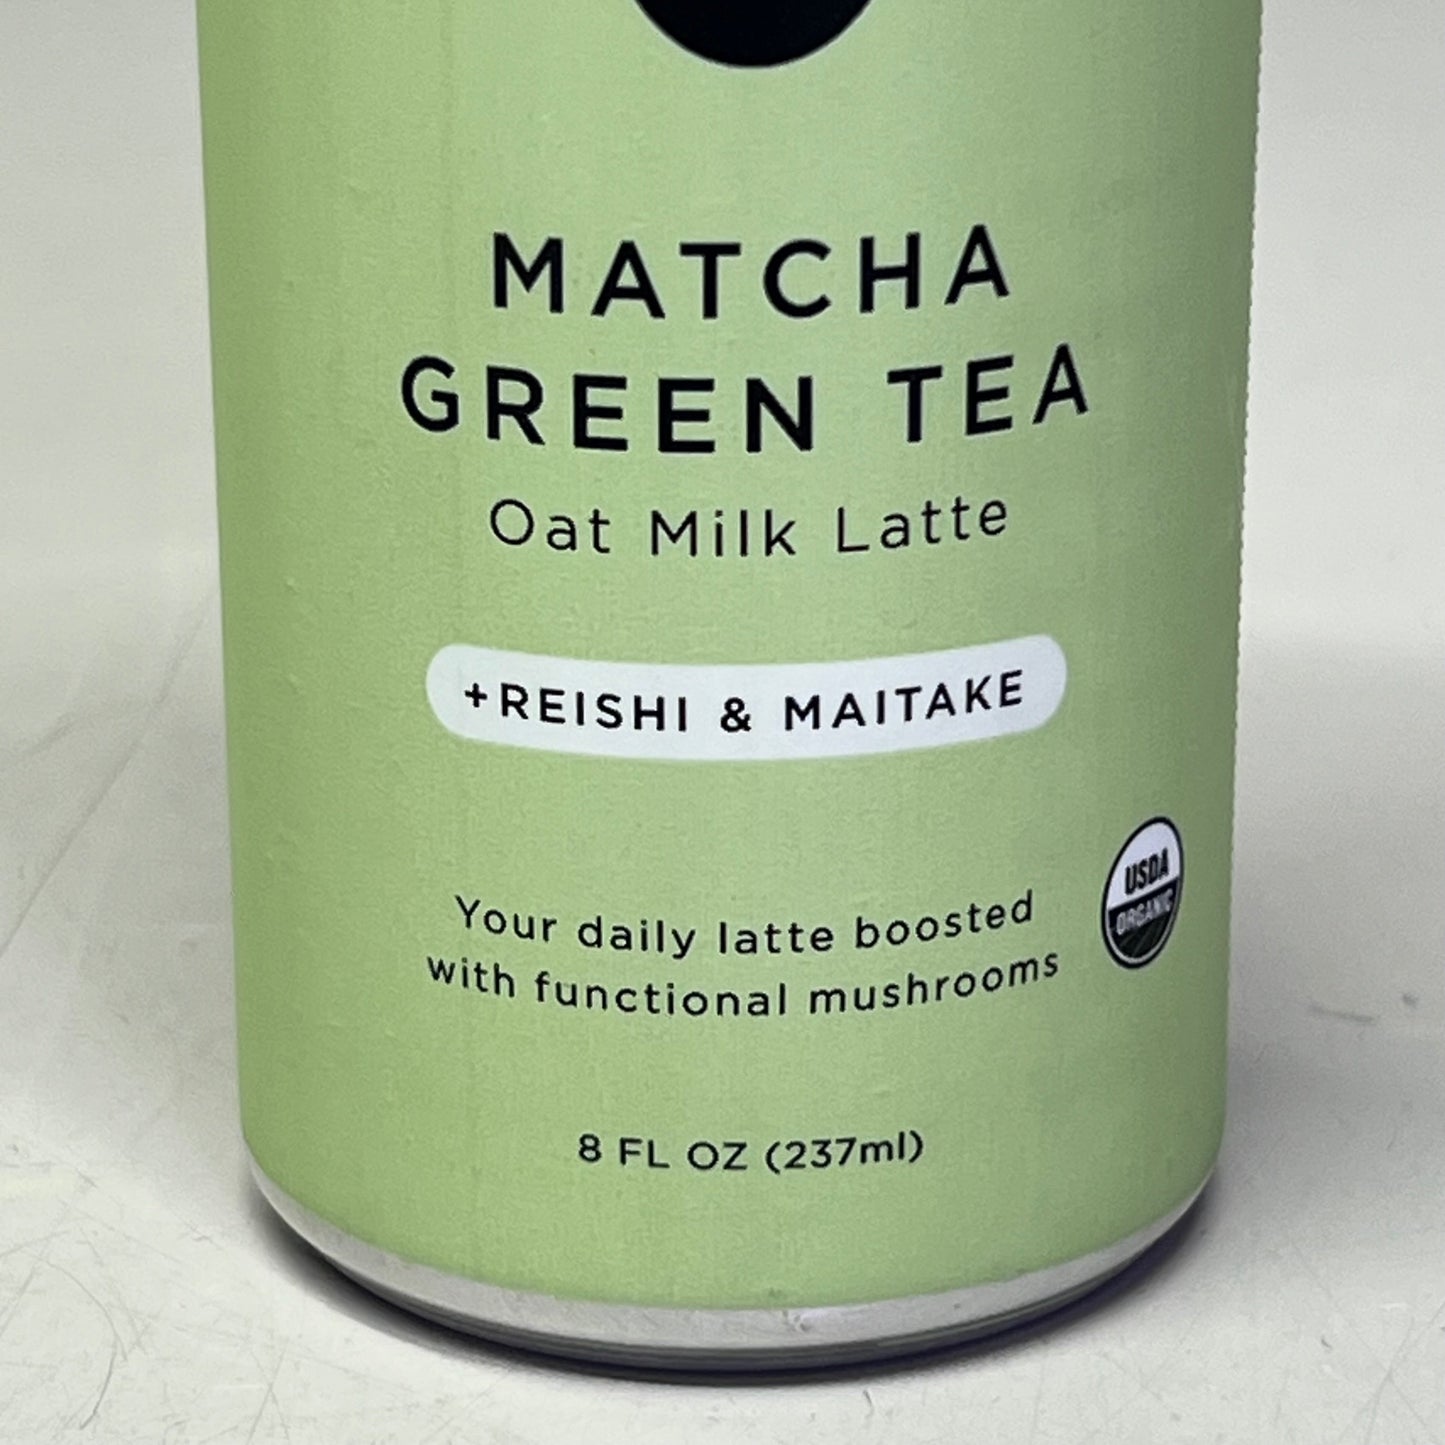 MATCHA
GREEN TEA
Oat Milk Latte
+REISHI & MAITAKE
USDA
ORGANIC
Your daily latte boosted
with functional mushrooms
8 FL OZ (237ml)